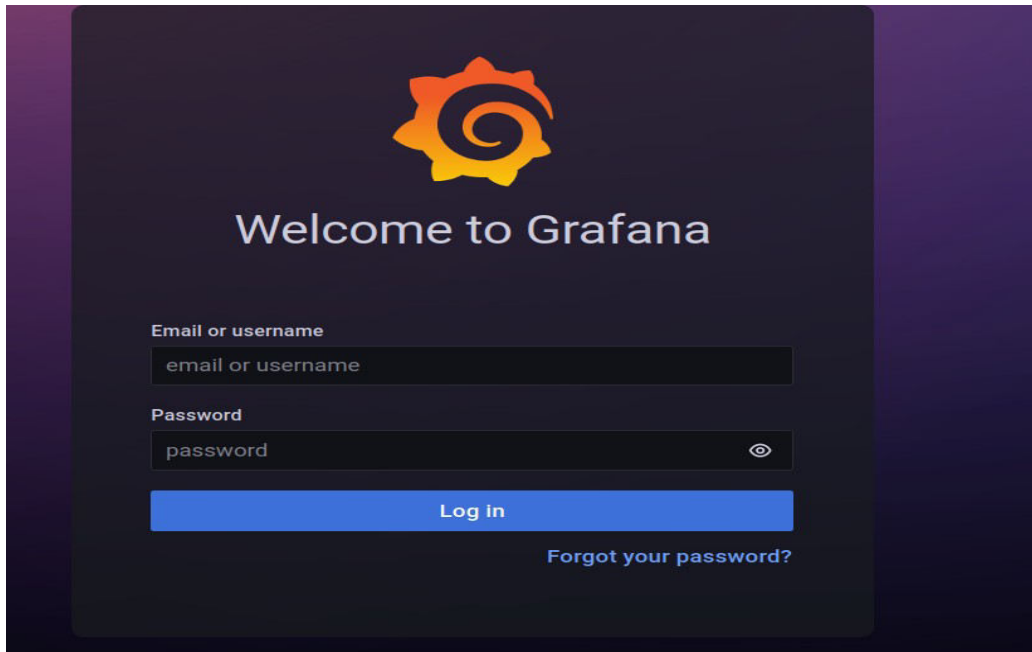 Welcome to Grafana
Email or username
email or username
Password
password
Log in
Forgot your password?